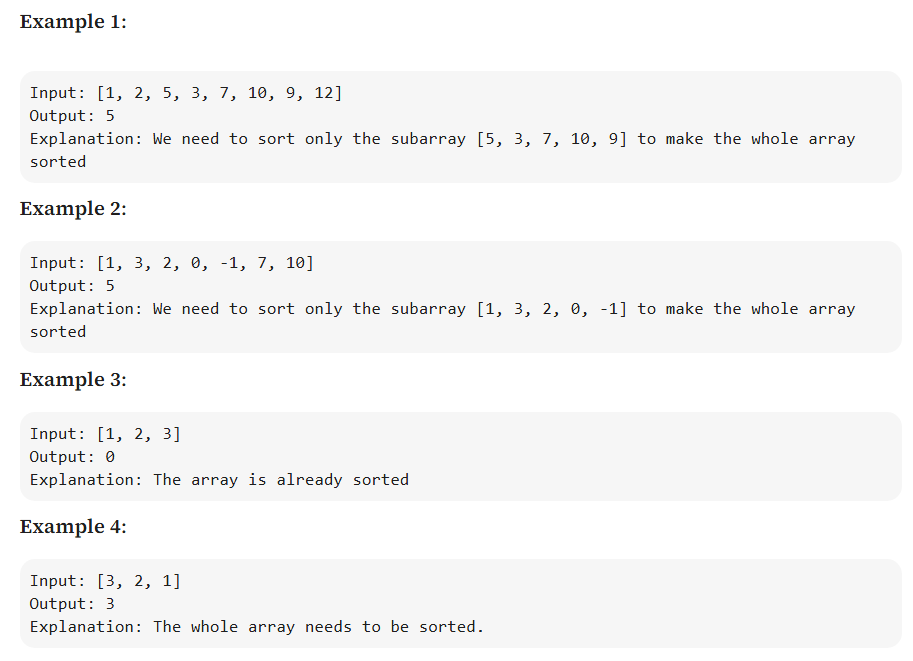 Example 1:
Input: [1, 2, 5, 3, 7, 10, 9, 12]
Output: 5
Explanation: We need to sort only the subarray [5, 3, 7, 10, 9] to make the whole array
sorted
Example 2:
Input: [1, 3, 2, 0, -1, 7, 10]
Output: 5
Explanation: We need to sort only the subarray [1, 3, 2, 0, -1] to make the whole array
sorted
Example 3:
Input: [1, 2, 3]
Output: 0
Explanation: The array is already sorted
Example 4:
Input: [3, 2, 1]
Output: 3
Explanation: The whole array needs to be sorted.